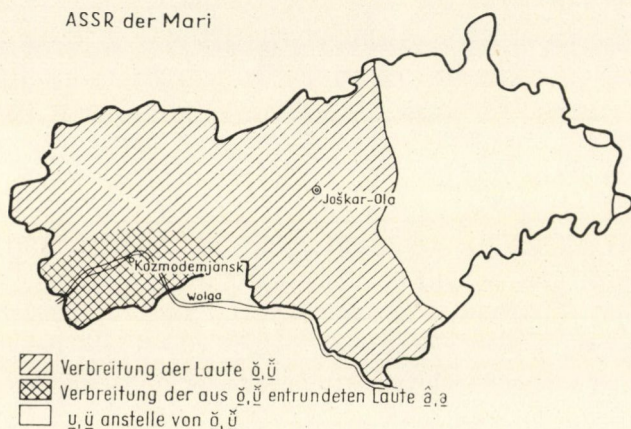 ASSR der Mari
Joškar-Ola
Kozmodemjansk
Wolga
Verbreitung der Laute ŏ̱, ü̱̆
Verbreitung der aus ŏ̱, ü̱̆ entrundeten Laute â̱, a̱
u̱, ü̱ anstelle von ŏ, ü̆